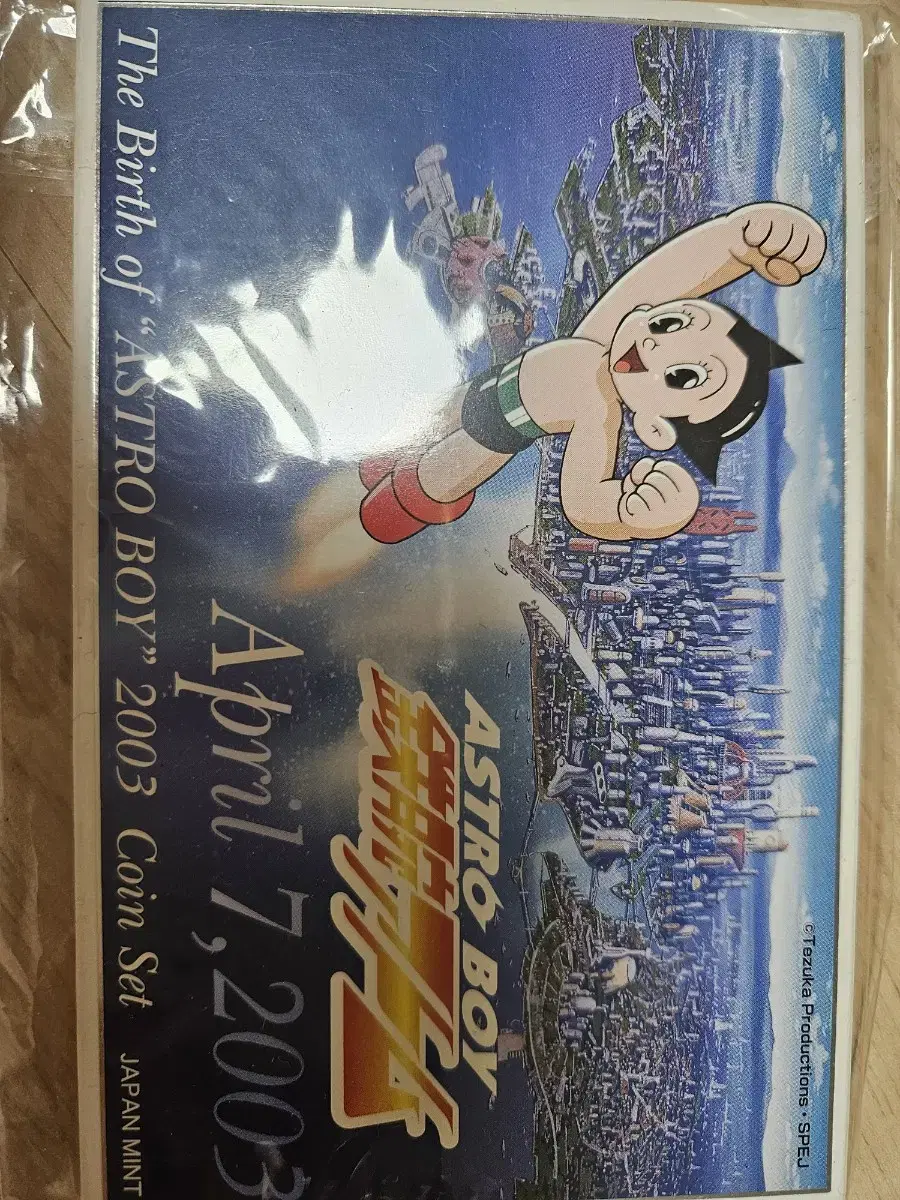 ©Tezuka Productions・SPEJ
ASTRO BOY
鉄腕アトム
April 7,2003
The Birth of “ASTRO BOY” 2003 Coin Set JAPAN MINT